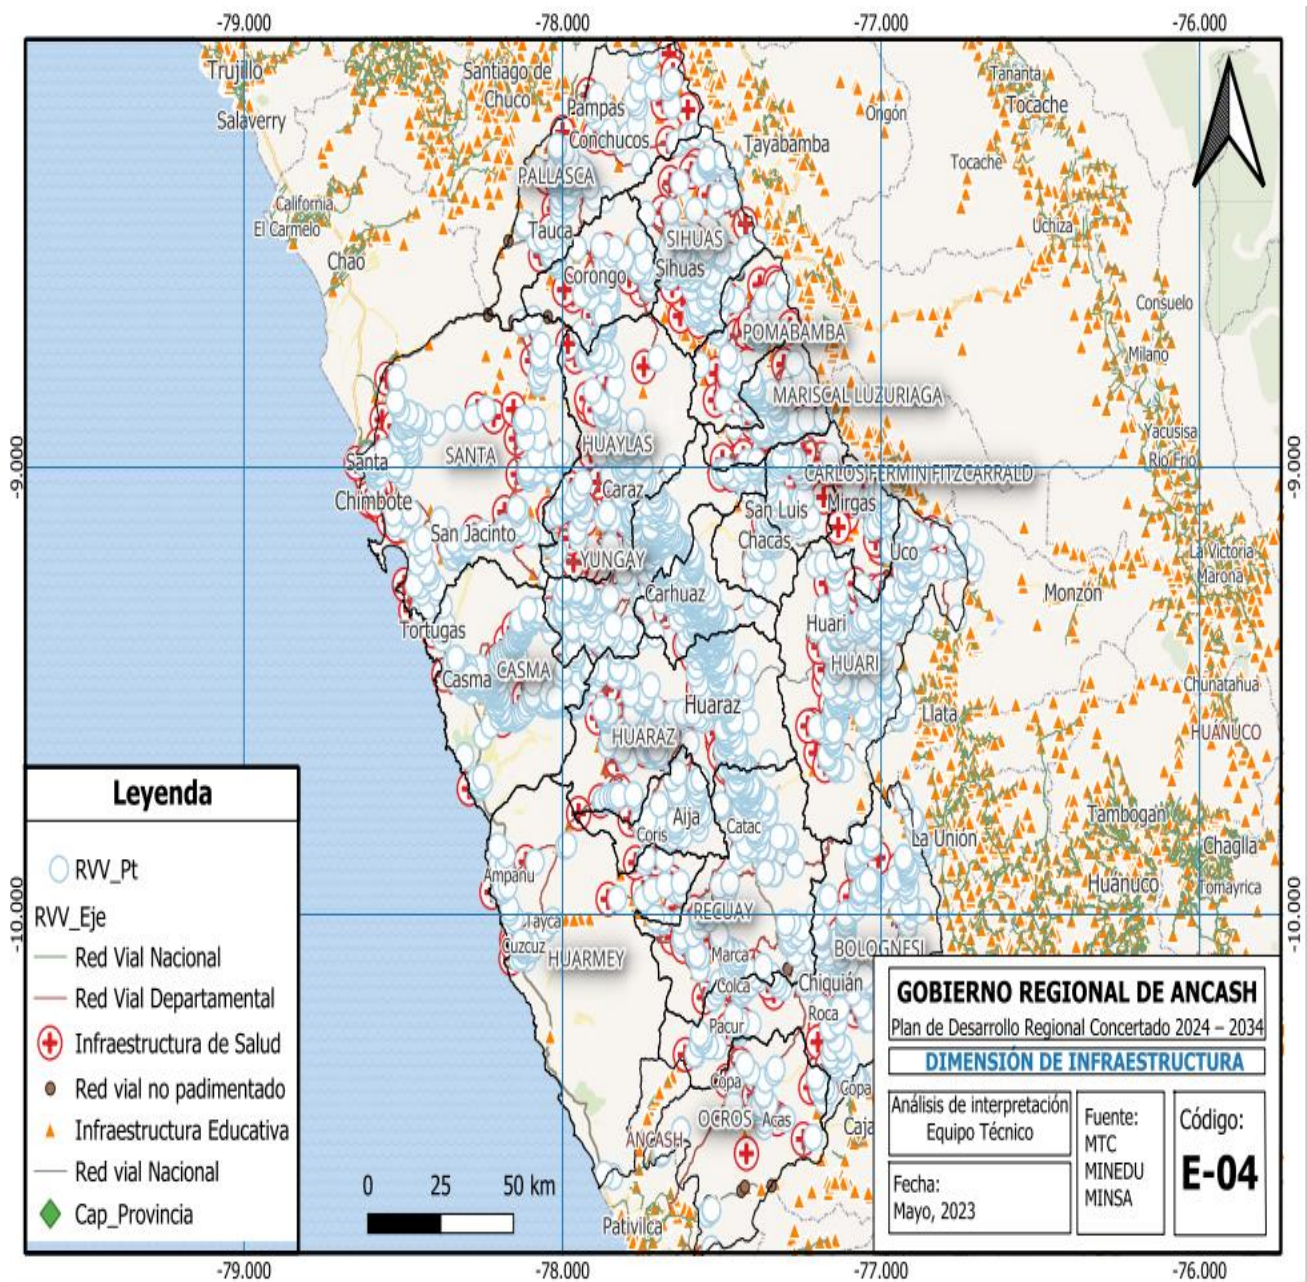 -79.000
-78.000
-77.000
-76.000
Trujillo
Salaverry
Santiago de
Chuco
Pampas
Conchucos
PALLASCA
Tayabamba
Ongón
Tananta
Tocache
Tocache
Uchiza
California
El Carmelo
Chao
Tauca
Corongo
SIHUAS
Sihuas
POMABAMBA
Consuelo
Milano
MARISCAL LUZURIAGA
Yacusisa
Río Frío
-9.000
-9.000
Santa
SANTA
HUAYLAS
Caraz
CARLOS FERMIN FITZCARRALD
Chimbote
San Jacinto
San Luis
Mirgas
Chacas
Uco
YUNGAY
Carhuaz
La Victoria
Marona
Monzón
Tortugas
Huari
HUARI
Casma
CASMA
Huaraz
HUARAZ
Llata
Chunatahua
HUÁNUCO
Aija
Coris
Catac
La Unión
Tambogan
Chaglla
Huánuco
Tomayrica
-10.000
-10.000
Ampanu
Tayca
Cuzcuz
HUARMEY
RECUAY
Marca
BOLOGNESI
Colca
Chiquián
Pacur
Roca
Copa
Copa
OCROS
Acas
Caja
ANCASH
Pativilca
Leyenda
RVV_Pt
RVV_Eje
Red Vial Nacional
Red Vial Departamental
Infraestructura de Salud
Red vial no padimentado
Infraestructura Educativa
Red vial Nacional
Cap_Provincia
0 25 50 km
GOBIERNO REGIONAL DE ANCASH
Plan de Desarrollo Regional Concertado 2024 – 2034
DIMENSIÓN DE INFRAESTRUCTURA
Análisis de interpretación
Equipo Técnico
Fecha:
Mayo, 2023
Fuente:
MTC
MINEDU
MINSA
Código:
E-04
-79.000
-78.000
-77.000
-76.000